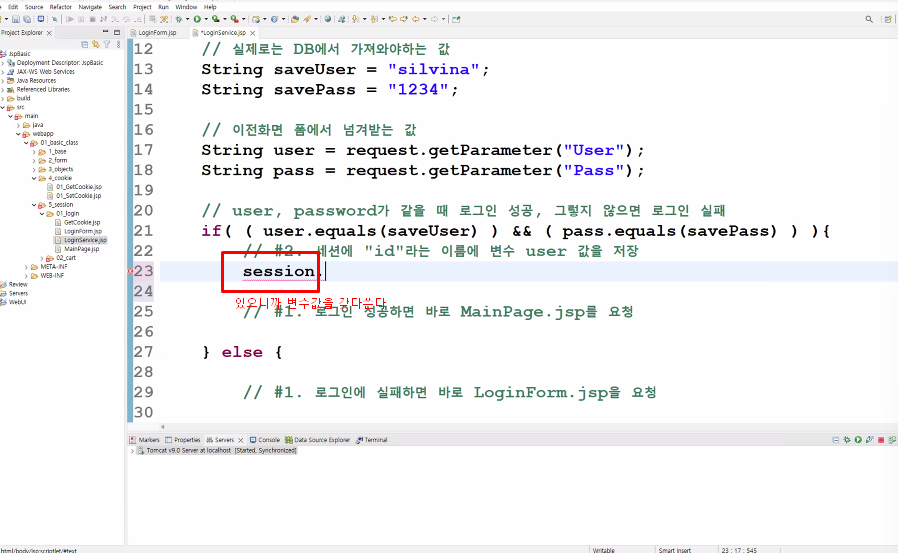 Edit Source Refactor Navigate Search Project Run Window Help
Project Explorer
LoginForm.jsp *LoginService.jsp
JspBasic
Deployment Descriptor: JspBasic
JAX-WS Web Services
Java Resources
Referenced Libraries
build
src
main
java
webapp
01_basic_class
1_base
2_form
3_objects
4_cookie
01_GetCookie.jsp
01_SetCookie.jsp
5_session
01_login
GetCookie.jsp
LoginForm.jsp
LoginService.jsp
MainPage.jsp
02_cart
META-INF
WEB-INF
Review
Servers
WebUI
12 // 실제로는 DB에서 가져와야하는 값
13 String saveUser = "silvina";
14 String savePass = "1234";
15
16 // 이전화면 폼에서 넘겨받는 값
17 String user = request.getParameter("User");
18 String pass = request.getParameter("Pass");
19
20 // user, password가 같을 때 로그인 성공, 그렇지 않으면 로그인 실패
21 if( ( user.equals(saveUser) ) && ( pass.equals(savePass) ) ){
22 // #2. 세션에 "id"라는 이름에 변수 user 값을 저장
23 session.
24
있으니까 변수값을 갖다쓴다
25 // #1. 로그인 성공하면 바로 MainPage.jsp를 요청
26
27 } else {
28
29 // #1. 로그인에 실패하면 바로 LoginForm.jsp을 요청
30
Markers Properties Servers Console Data Source Explorer Terminal
Tomcat v9.0 Server at localhost [Started, Synchronized]
html/body/jsp:scriptlet/#text Writable Smart Insert 23 : 17 : 545